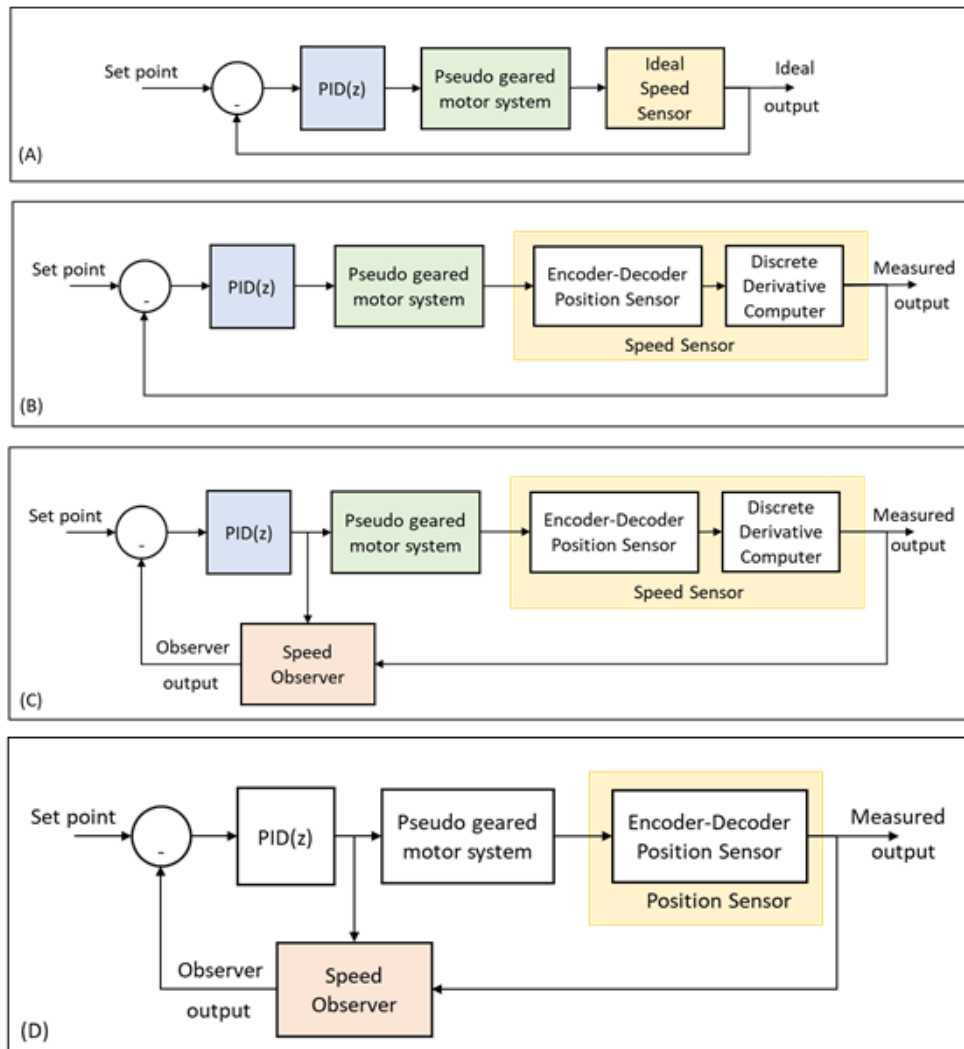 Set point
-
PID(z)
Pseudo geared
motor system
Ideal
Speed
Sensor
Ideal
output
(A)
Set point
-
PID(z)
Pseudo geared
motor system
Encoder-Decoder
Position Sensor
Discrete
Derivative
Computer
Speed Sensor
Measured
output
(B)
Set point
-
PID(z)
Pseudo geared
motor system
Encoder-Decoder
Position Sensor
Discrete
Derivative
Computer
Speed Sensor
Measured
output
Observer
output
Speed
Observer
(C)
Set point
-
PID(z)
Pseudo geared
motor system
Encoder-Decoder
Position Sensor
Position Sensor
Measured
output
Observer
output
Speed
Observer
(D)